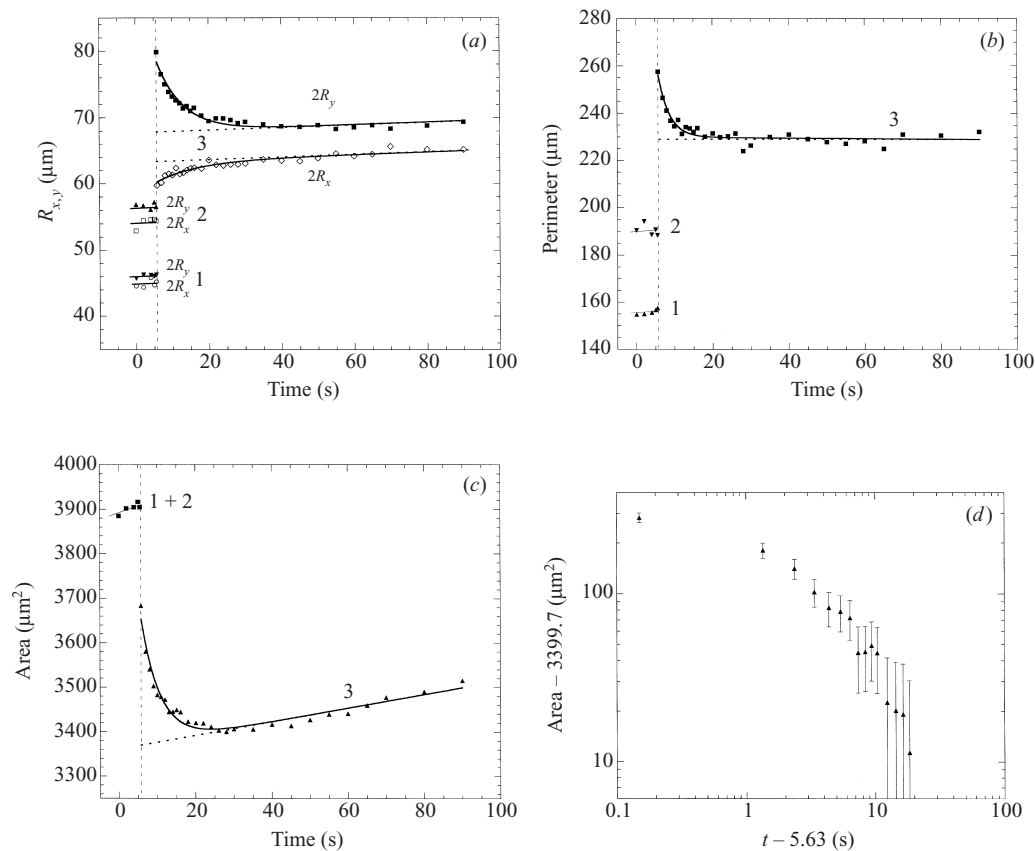 (a)
80
70
60
50
40
R_{x,y} (μm)
2R_y
3
2R_x
2R_y
2R_x
2
2R_y
2R_x
1
0 20 40 60 80 100
Time (s)
(b)
280
260
240
220
200
180
160
140
Perimeter (μm)
3
2
1
0 20 40 60 80 100
Time (s)
(c)
4000
3900
3800
3700
3600
3500
3400
3300
Area (μm²)
1 + 2
3
0 20 40 60 80 100
Time (s)
(d)
100
10
Area – 3399.7 (μm²)
0.1 1 10 100
t – 5.63 (s)